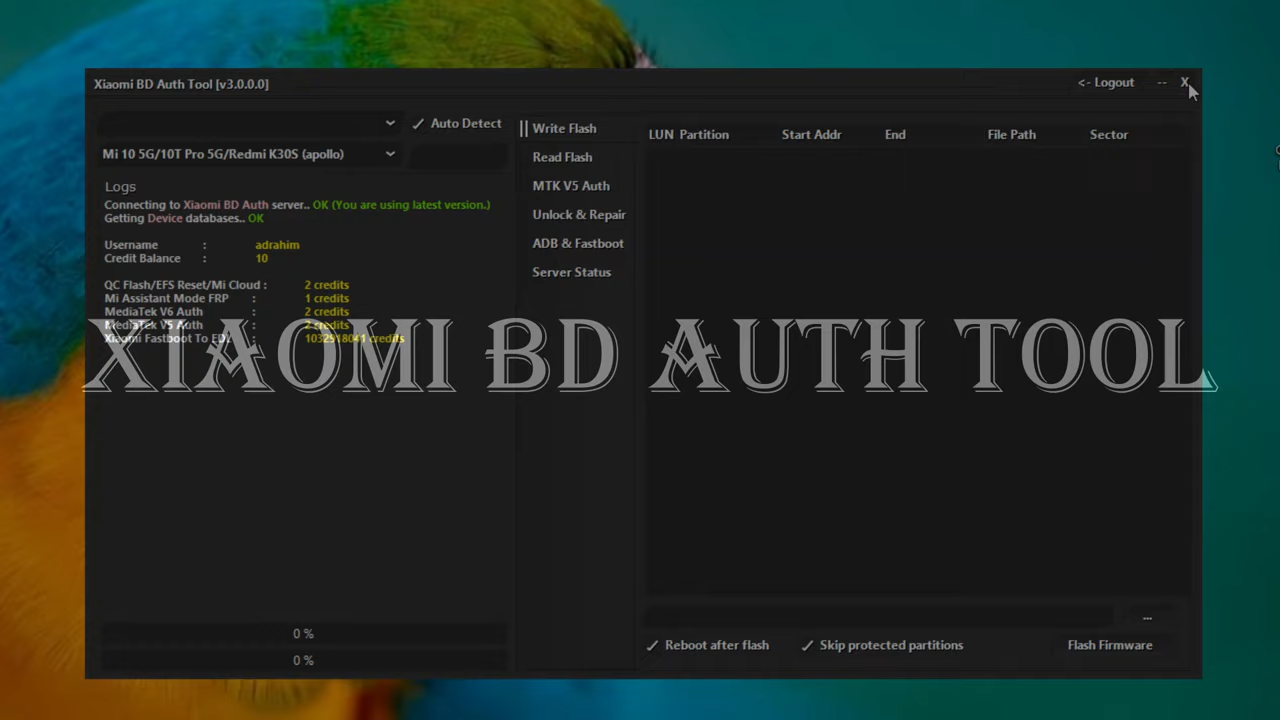 Xiaomi BD Auth Tool [v3.0.0.0]
<- Logout -- X
Auto Detect
Mi 10 5G/10T Pro 5G/Redmi K30S (apollo)
Logs
Connecting to Xiaomi BD Auth server.. OK (You are using latest version.)
Getting Device databases.. OK
Username : adrahim
Credit Balance : 10
QC Flash/EFS Reset/Mi Cloud : 2 credits
Mi Assistant Mode FRP : 1 credits
MediaTek V6 Auth : 2 credits
MediaTek V5 Auth : 2 credits
Xiaomi Fastboot To EDL : credits
XIAOMI BD AUTH TOOL
0 %
0 %
Write Flash
Read Flash
MTK V5 Auth
Unlock & Repair
ADB & Fastboot
Server Status
LUN Partition Start Addr End File Path Sector
...
Reboot after flash Skip protected partitions Flash Firmware